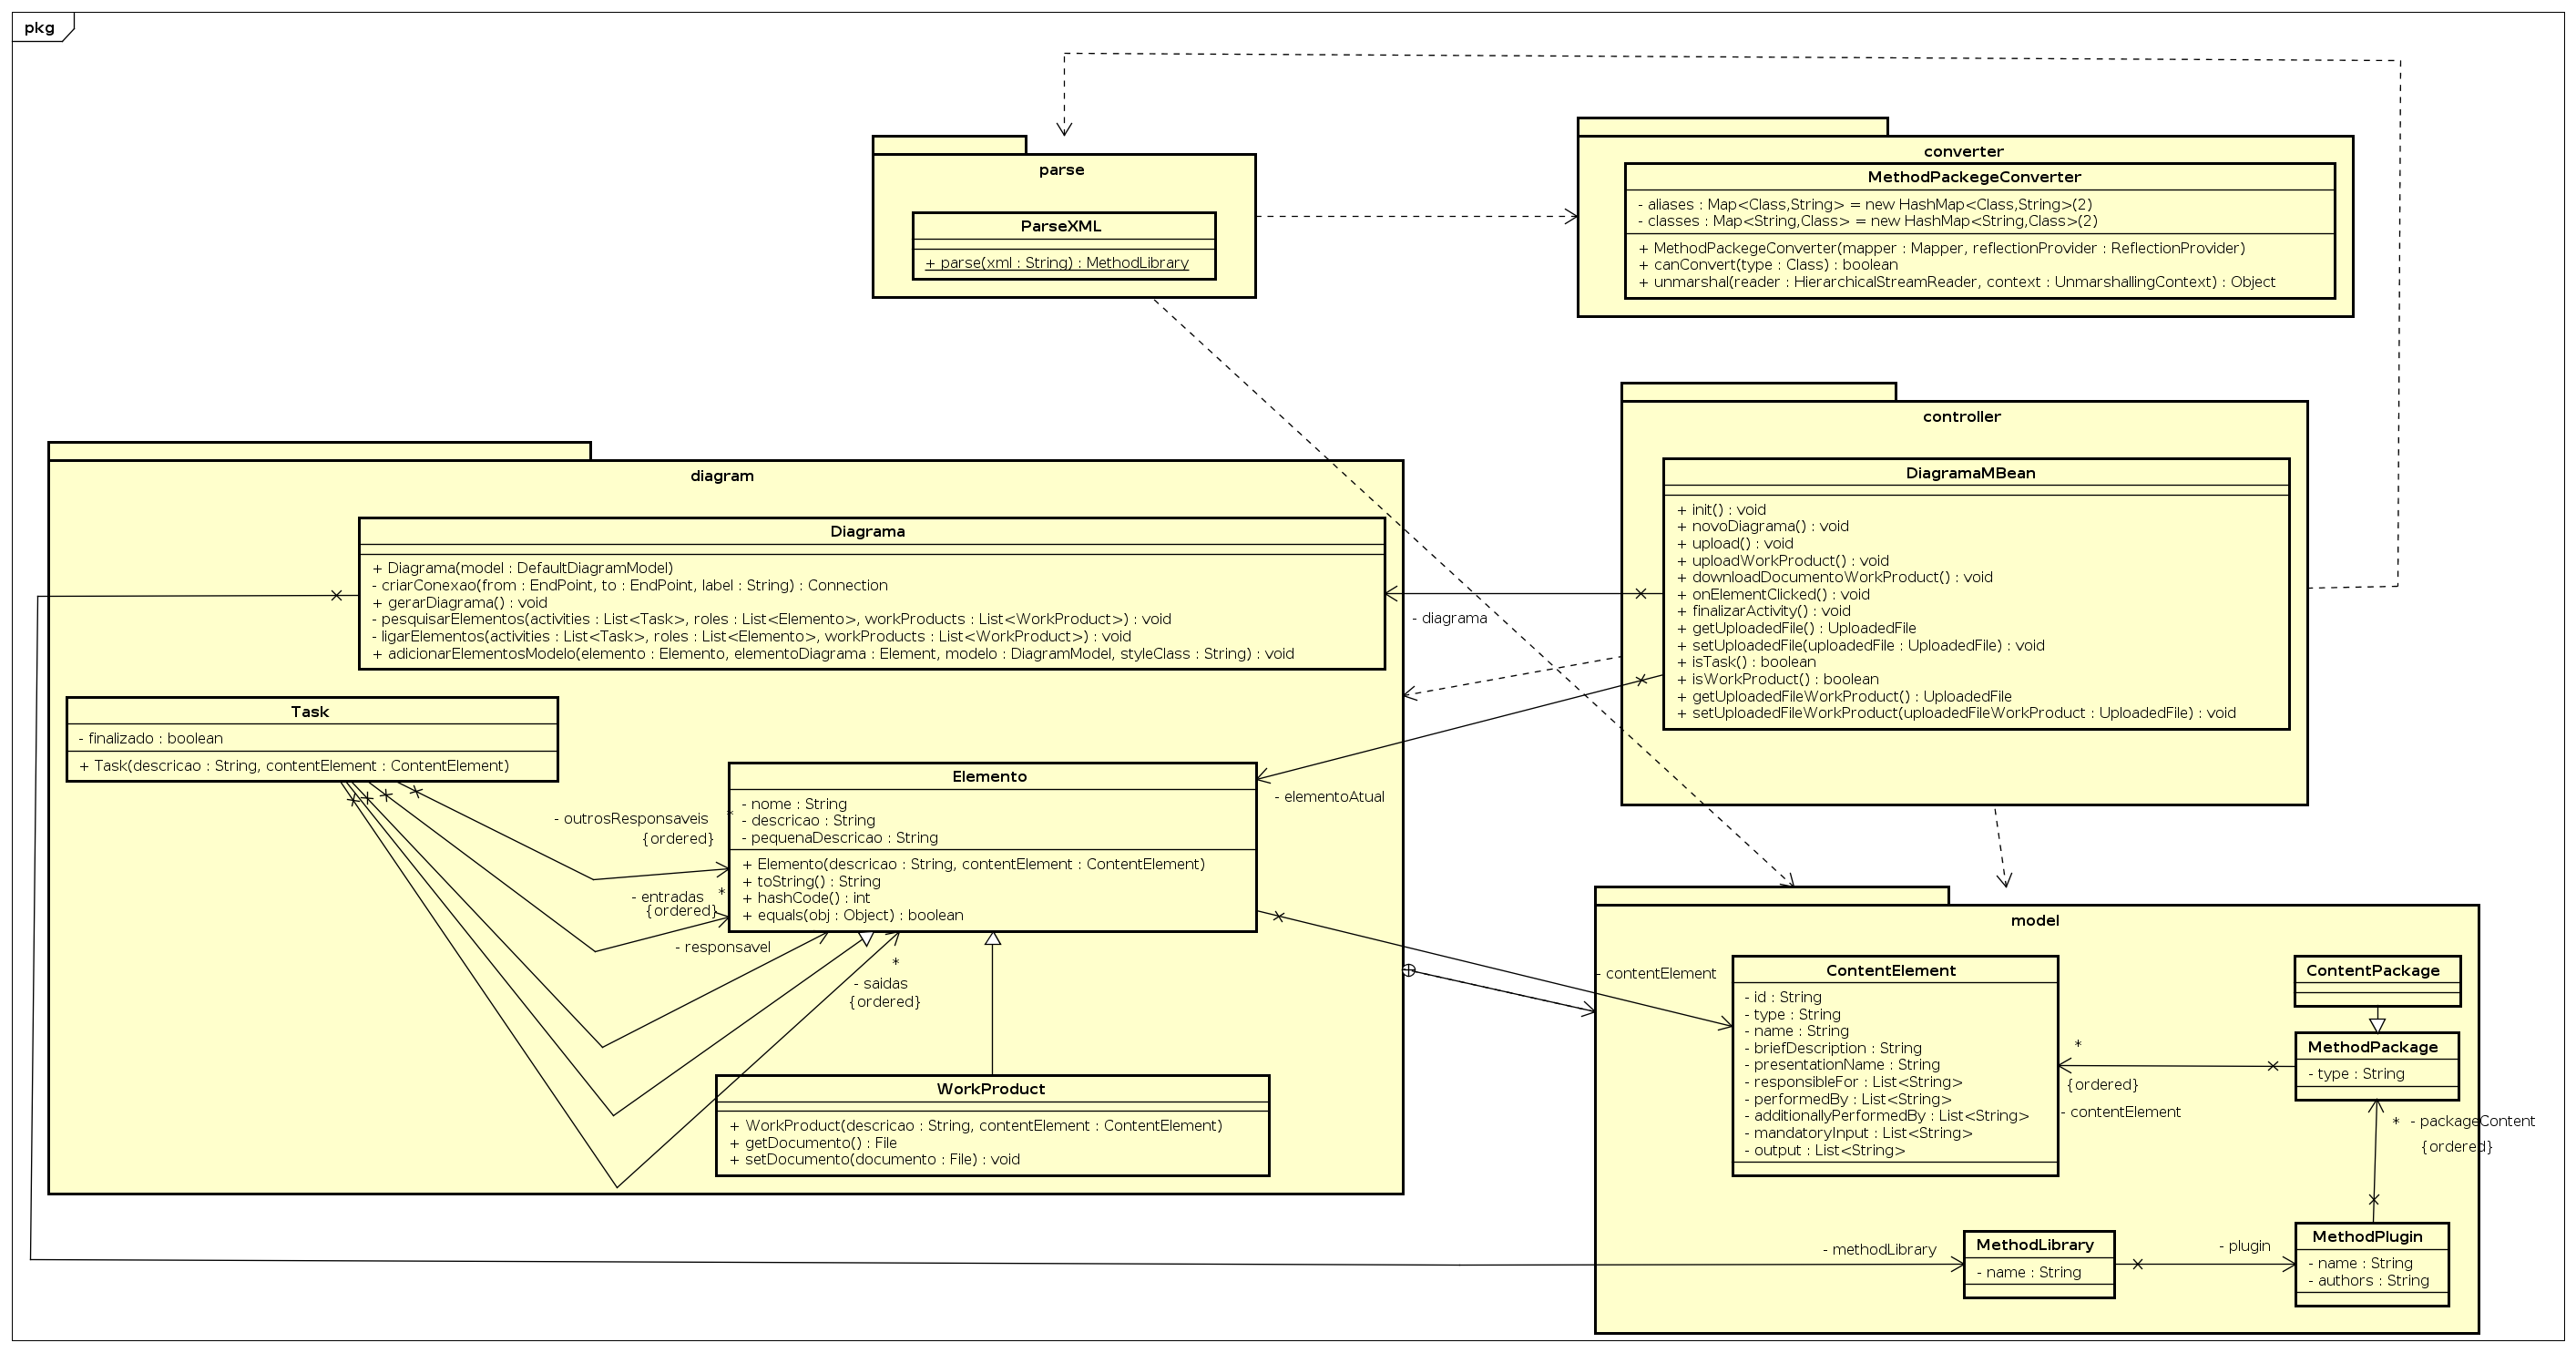 pkg
parse
ParseXML
+ parse(xml : String) : MethodLibrary
converter
MethodPackegeConverter
- aliases : Map<Class,String> = new HashMap<Class,String>(2)
- classes : Map<String,Class> = new HashMap<String,Class>(2)
+ MethodPackegeConverter(mapper : Mapper, reflectionProvider : ReflectionProvider)
+ canConvert(type : Class) : boolean
+ unmarshal(reader : HierarchicalStreamReader, context : UnmarshallingContext) : Object
controller
DiagramaMBean
+ init() : void
+ novoDiagrama() : void
+ upload() : void
+ uploadWorkProduct() : void
+ downloadDocumentoWorkProduct() : void
+ onElementClicked() : void
+ finalizarActivity() : void
+ getUploadedFile() : UploadedFile
+ setUploadedFile(uploadedFile : UploadedFile) : void
+ isTask() : boolean
+ isWorkProduct() : boolean
+ getUploadedFileWorkProduct() : UploadedFile
+ setUploadedFileWorkProduct(uploadedFileWorkProduct : UploadedFile) : void
diagram
Diagrama
+ Diagrama(model : DefaultDiagramModel)
- criarConexao(from : EndPoint, to : EndPoint, label : String) : Connection
+ gerarDiagrama() : void
- pesquisarElementos(activities : List<Task>, roles : List<Elemento>, workProducts : List<WorkProduct>) : void
- ligarElementos(activities : List<Task>, roles : List<Elemento>, workProducts : List<WorkProduct>) : void
+ adicionarElementosModelo(elemento : Elemento, elementoDiagrama : Element, modelo : DiagramModel, styleClass : String) : void
- diagrama
Task
- finalizado : boolean
+ Task(descricao : String, contentElement : ContentElement)
Elemento
- nome : String
- descricao : String
- pequenaDescricao : String
+ Elemento(descricao : String, contentElement : ContentElement)
+ toString() : String
+ hashCode() : int
+ equals(obj : Object) : boolean
- elementoAtual
- outrosResponsaveis *
{ordered}
- entradas *
{ordered}
- responsavel
*
- saidas
{ordered}
WorkProduct
+ WorkProduct(descricao : String, contentElement : ContentElement)
+ getDocumento() : File
+ setDocumento(documento : File) : void
model
- contentElement
ContentElement
- id : String
- type : String
- name : String
- briefDescription : String
- presentationName : String
- responsibleFor : List<String>
- performedBy : List<String>
- additionallyPerformedBy : List<String>
- mandatoryInput : List<String>
- output : List<String>
ContentPackage
MethodPackage
- type : String
*
{ordered}
- contentElement
* - packageContent
{ordered}
- methodLibrary
MethodLibrary
- name : String
- plugin
MethodPlugin
- name : String
- authors : String